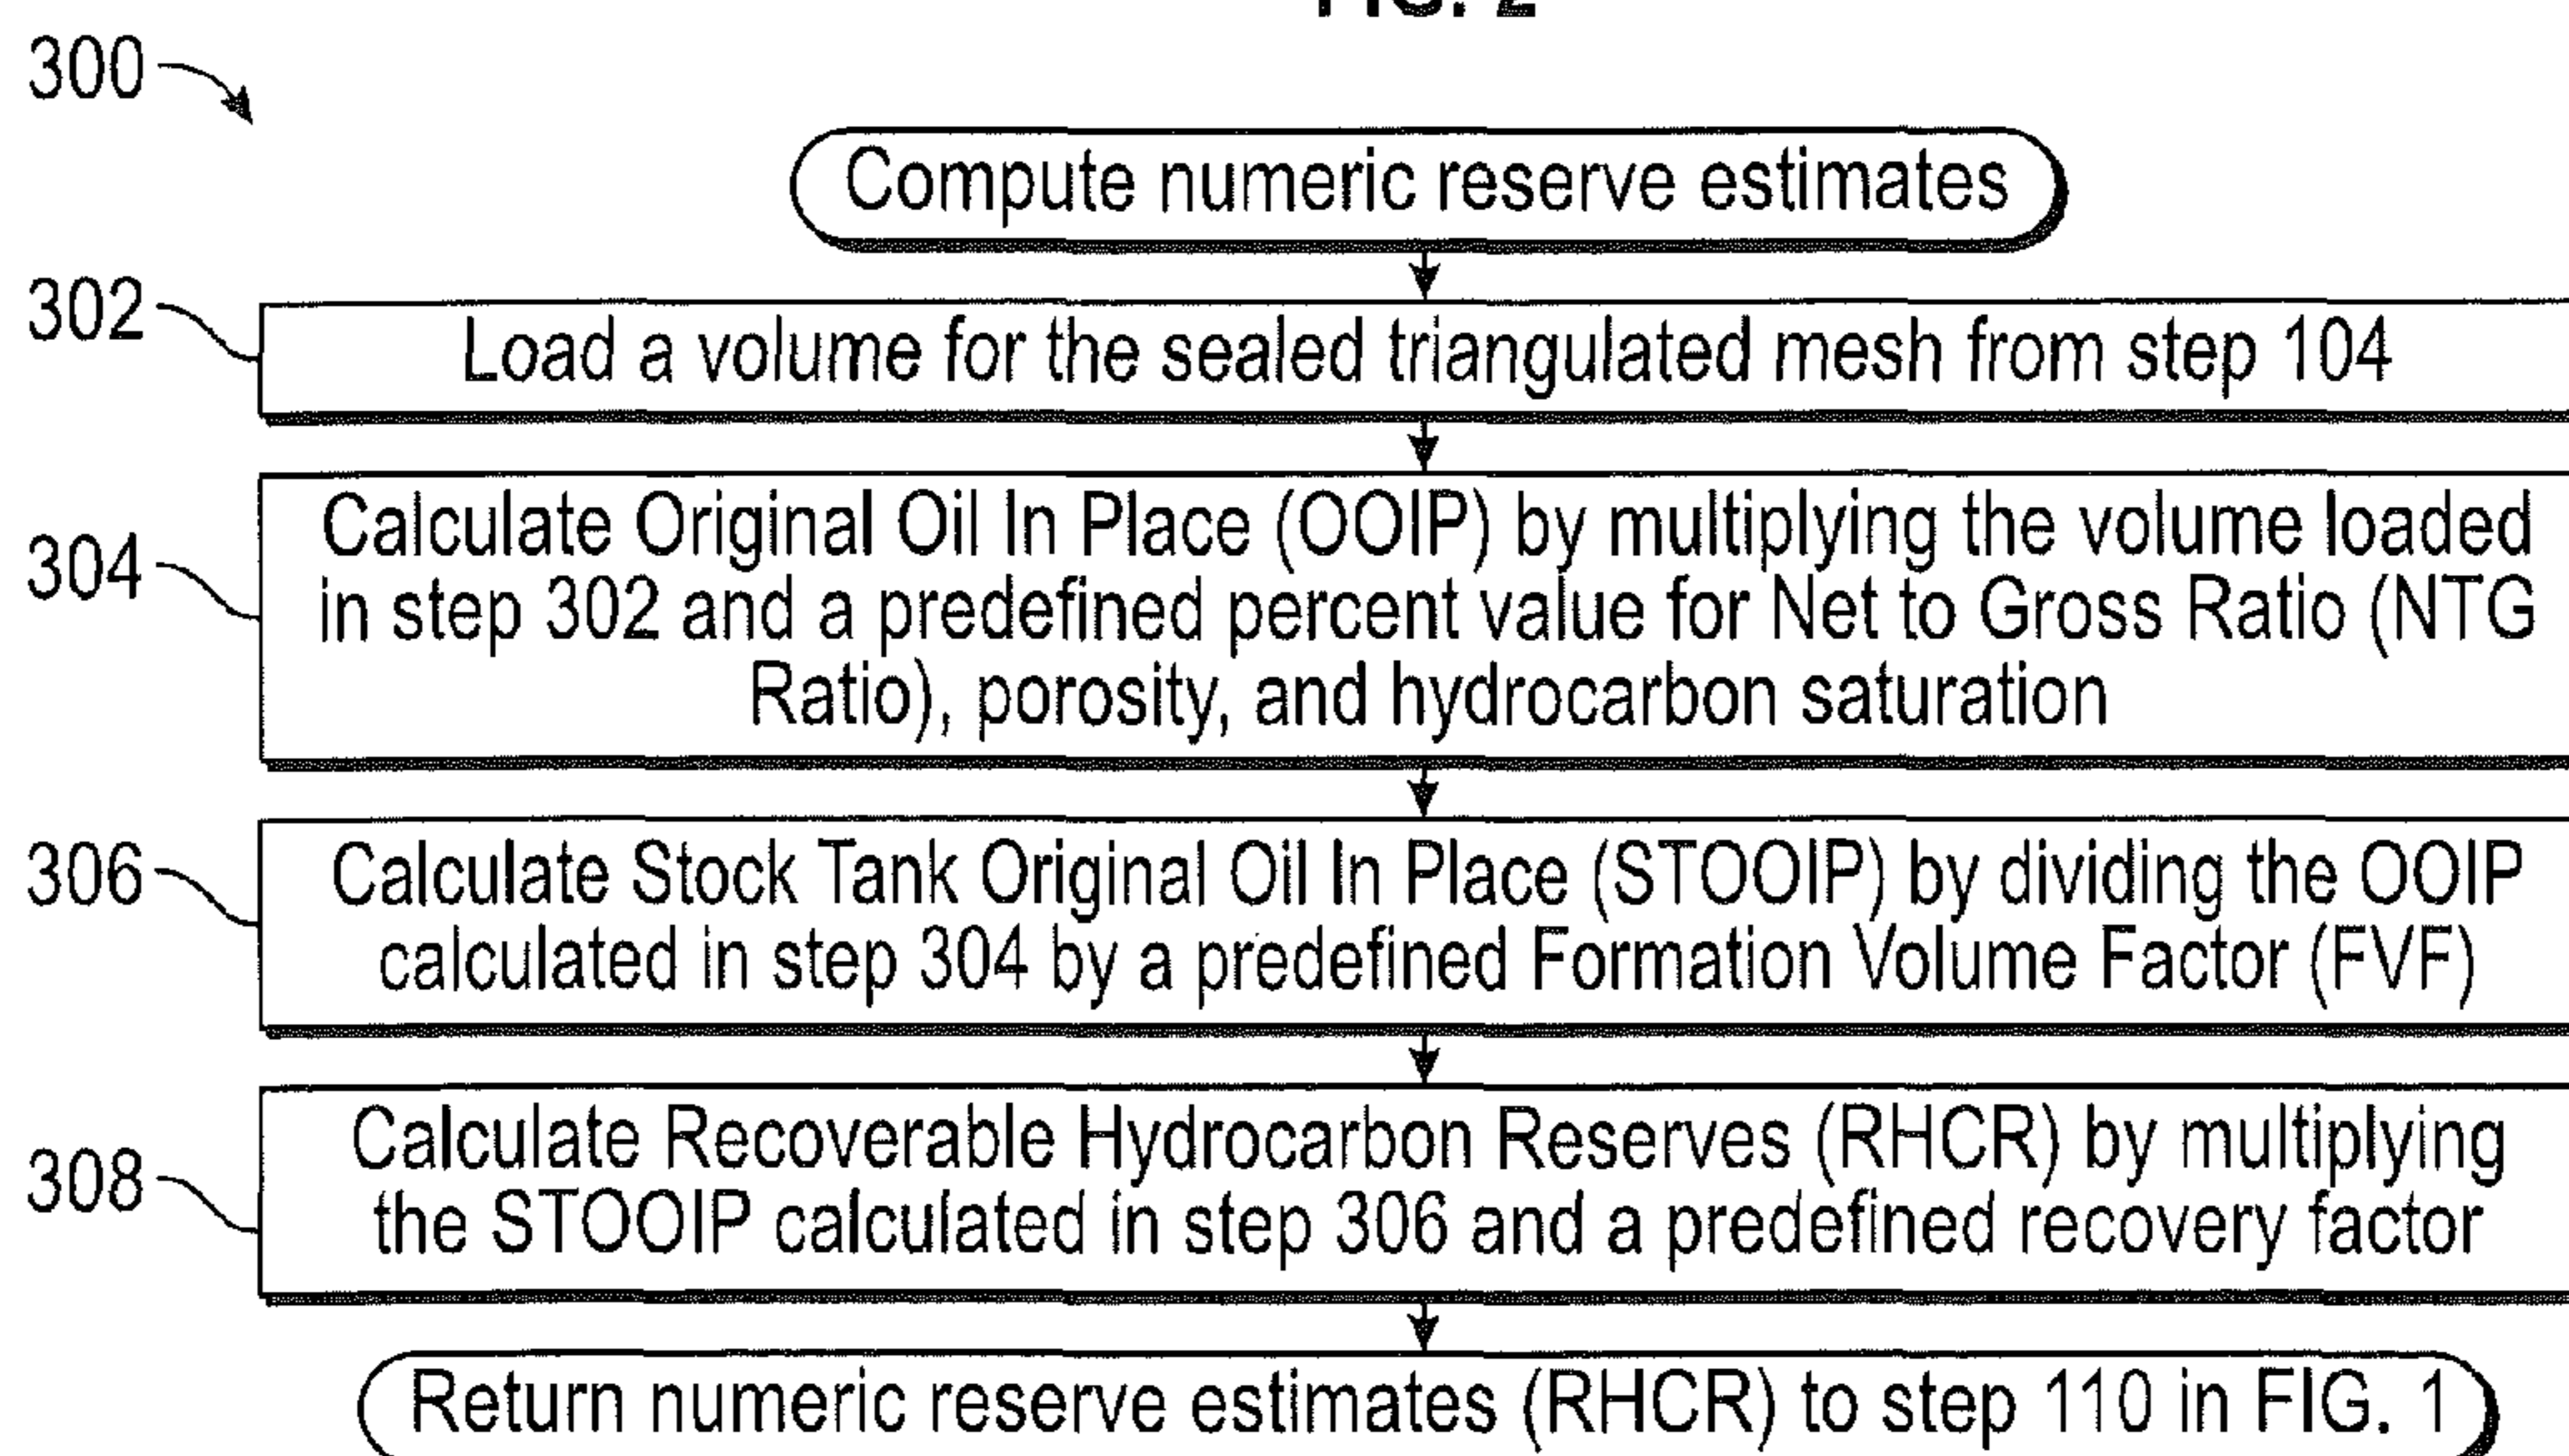 FIG. 2
300
Compute numeric reserve estimates
302
Load a volume for the sealed triangulated mesh from step 104
304
Calculate Original Oil In Place (OOIP) by multiplying the volume loaded
in step 302 and a predefined percent value for Net to Gross Ratio (NTG
Ratio), porosity, and hydrocarbon saturation
306
Calculate Stock Tank Original Oil In Place (STOOIP) by dividing the OOIP
calculated in step 304 by a predefined Formation Volume Factor (FVF)
308
Calculate Recoverable Hydrocarbon Reserves (RHCR) by multiplying
the STOOIP calculated in step 306 and a predefined recovery factor
Return numeric reserve estimates (RHCR) to step 110 in FIG. 1